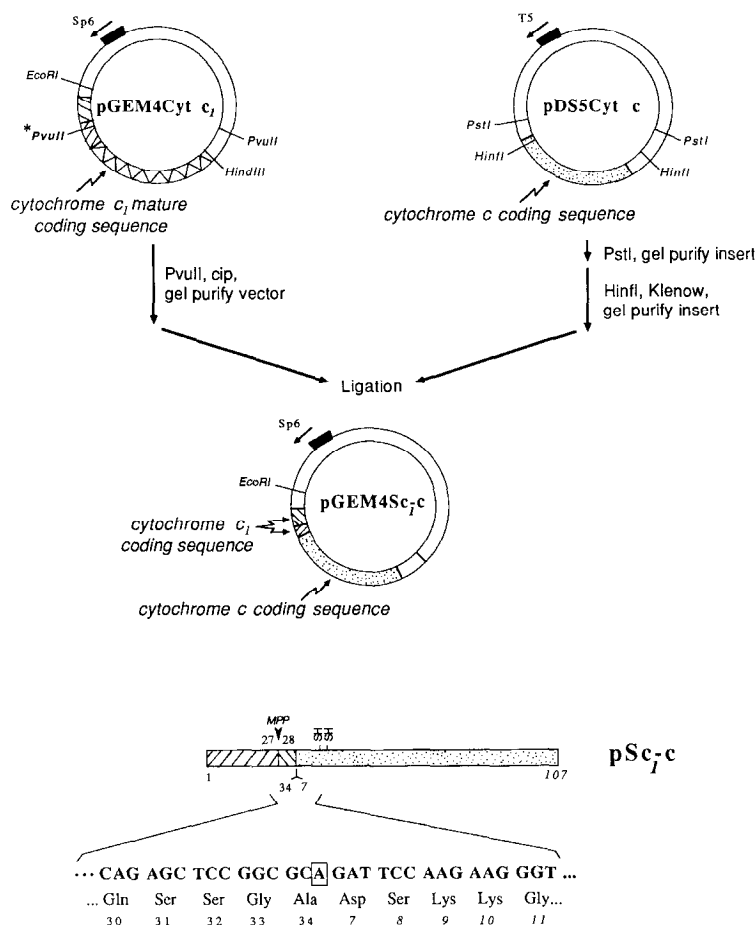 Sp6
EcoRI
pGEM4Cyt c1
*PvuII
PvuII
HindIII
cytochrome c1 mature
coding sequence
T5
pDS5Cyt c
PstI
PstI
HinfI
HinfI
cytochrome c coding sequence
PvuII, cip,
gel purify vector
PstI, gel purify insert
HinfI, Klenow,
gel purify insert
Ligation
Sp6
EcoRI
pGEM4Sc1-c
cytochrome c1
coding sequence
cytochrome c coding sequence
MPP
27 28
SH
SH
pSc1-c
1
34 7
107
... CAG AGC TCC GGC GCA GAT TCC AAG AAG GGT ...
... Gln Ser Ser Gly Ala Asp Ser Lys Lys Gly...
30 31 32 33 34 7 8 9 10 11